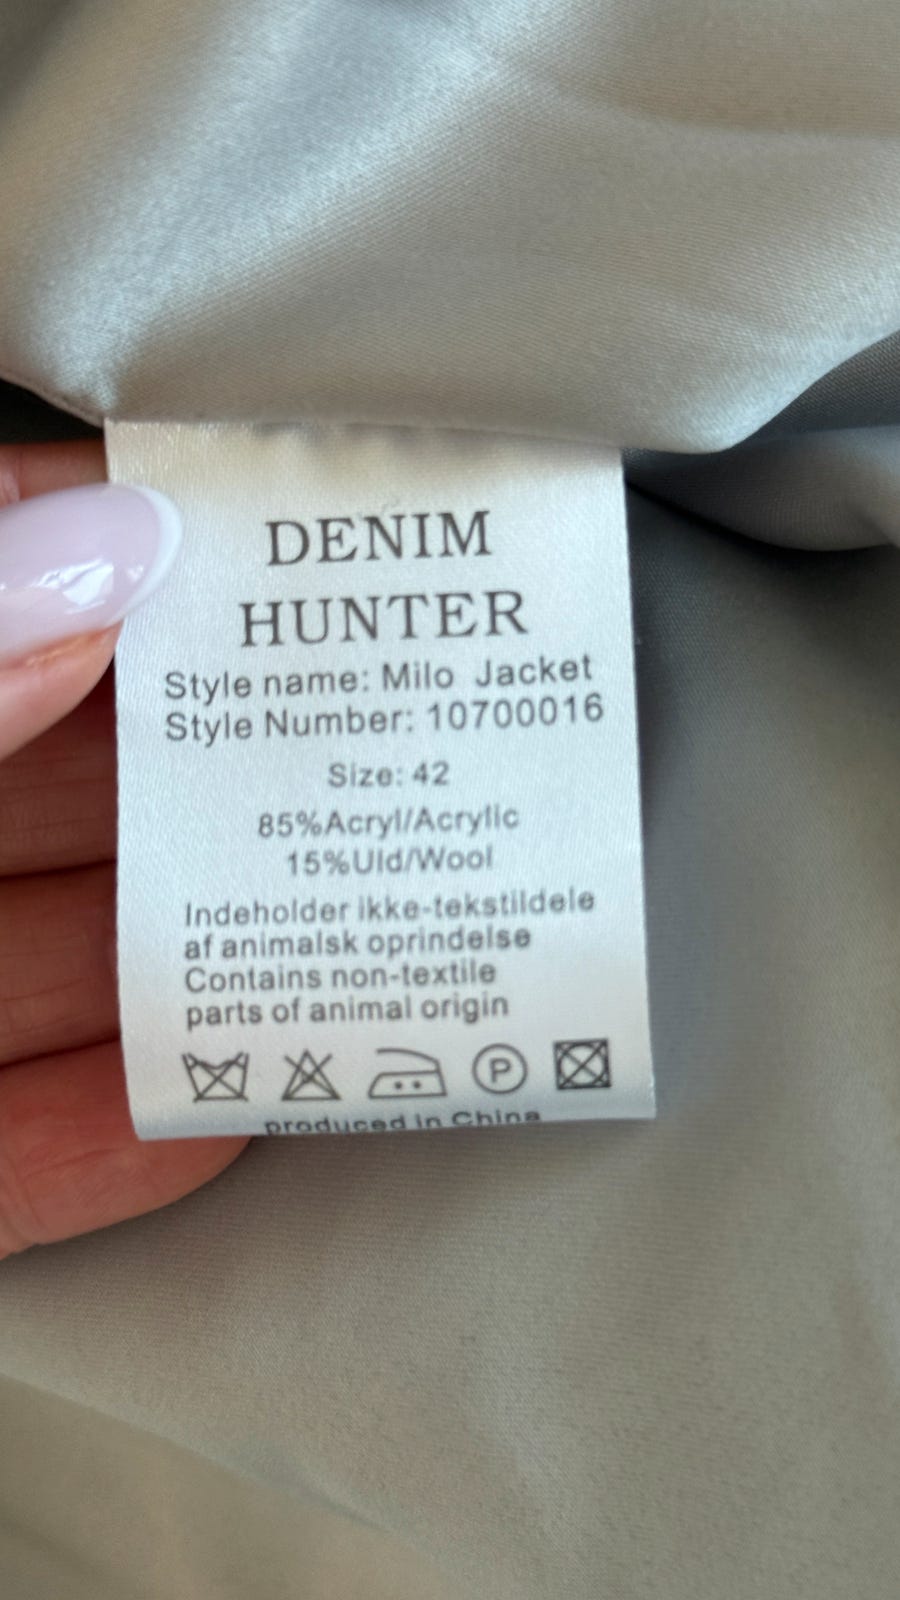 DENIM
HUNTER
Style name: Milo Jacket
Style Number: 10700016
Size: 42
85%Acryl/Acrylic
15%Uld/Wool
Indeholder ikke-tekstildele
af animalsk oprindelse
Contains non-textile
parts of animal origin
P
produced in China